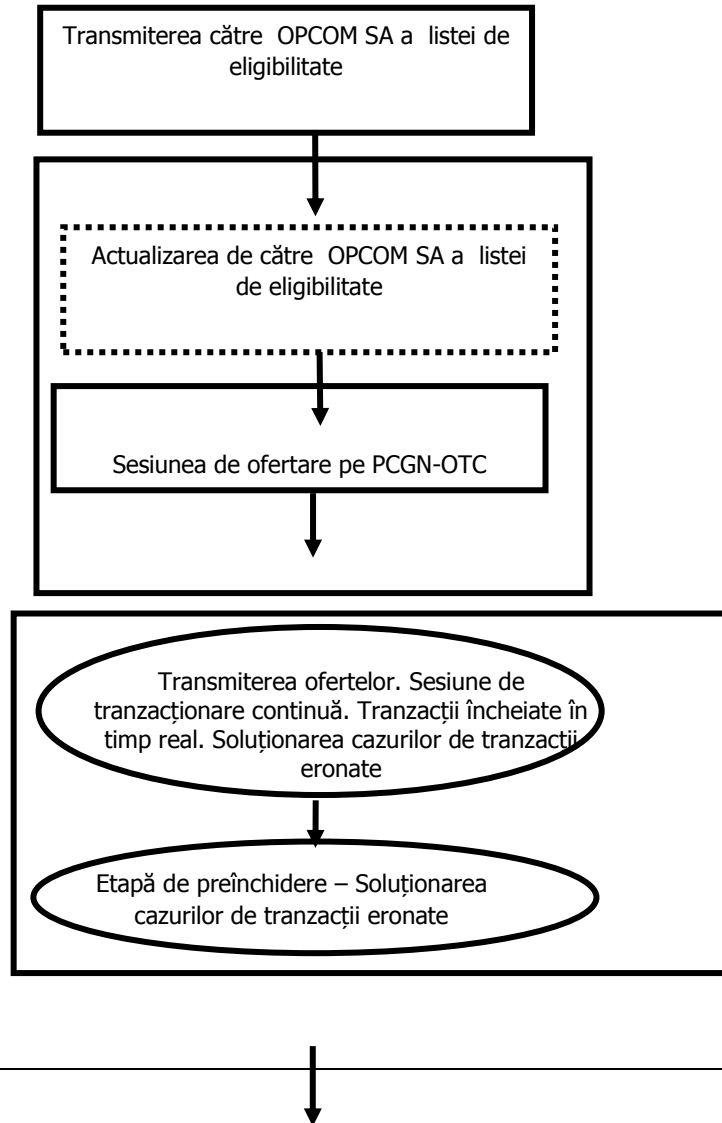 Transmiterea către OPCOM SA a listei de
eligibilitate
Actualizarea de către OPCOM SA a listei
de eligibilitate
Sesiunea de ofertare pe PCGN-OTC
Transmiterea ofertelor. Sesiune de
tranzacționare continuă. Tranzacții încheiate în
timp real. Soluționarea cazurilor de tranzacții
eronate
Etapă de preînchidere – Soluționarea
cazurilor de tranzacții eronate